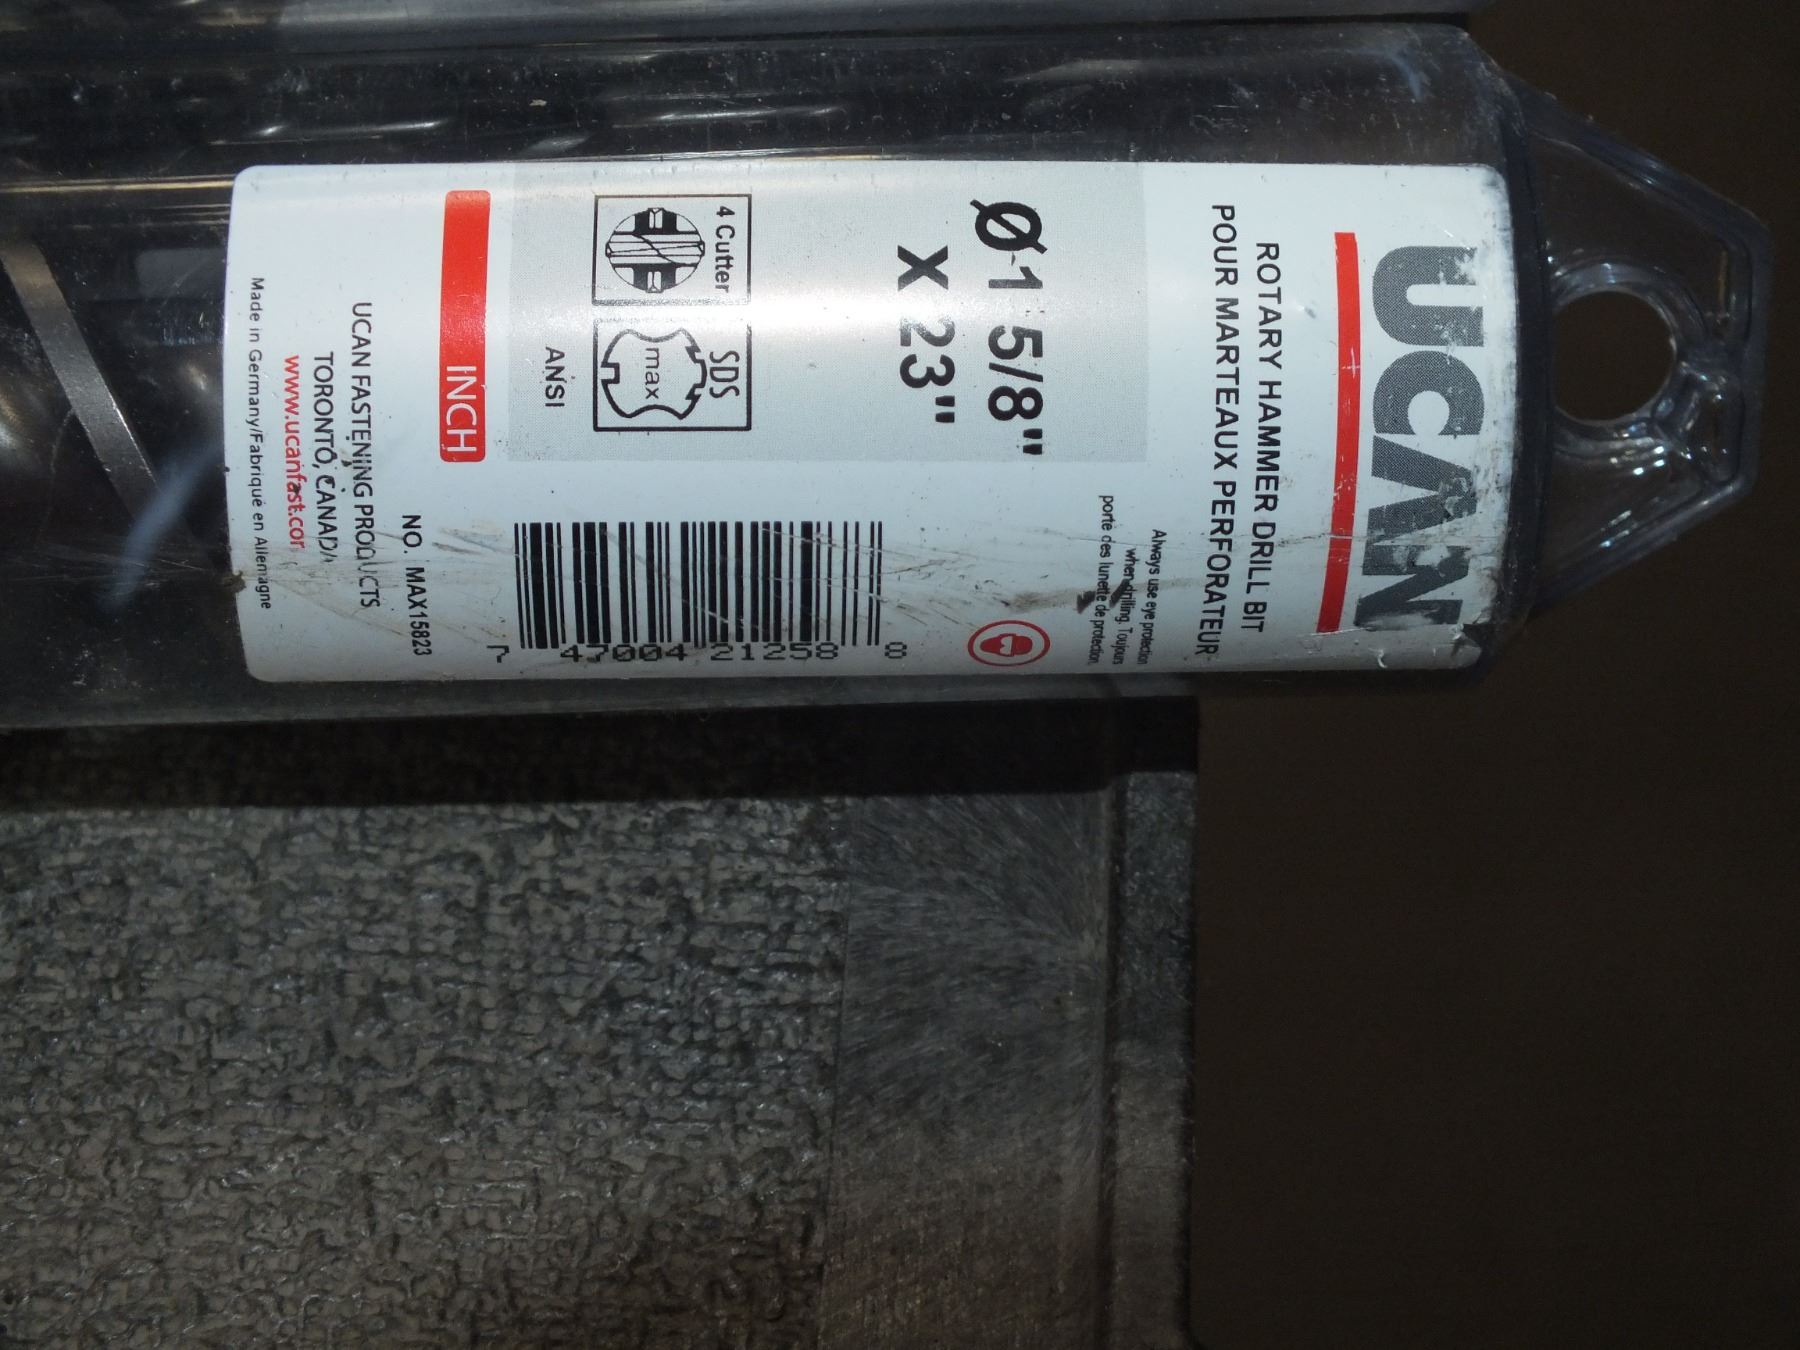 UCAN
ROTARY HAMMER DRILL BIT
POUR MARTEAUX PERFORATEUR
Always use eye protection
when drilling. Toujours
porte des lunette de protection
Ø 1 5/8"
X 23"
4 Cutter
SDS
max
ANSI
7 47004 21258 8
INCH
NO. MAX15823
UCAN FASTENING PRODUCTS
TORONTO, CANADA
www.ucanfast.com
Made in Germany/Fabriqué en Allemagne